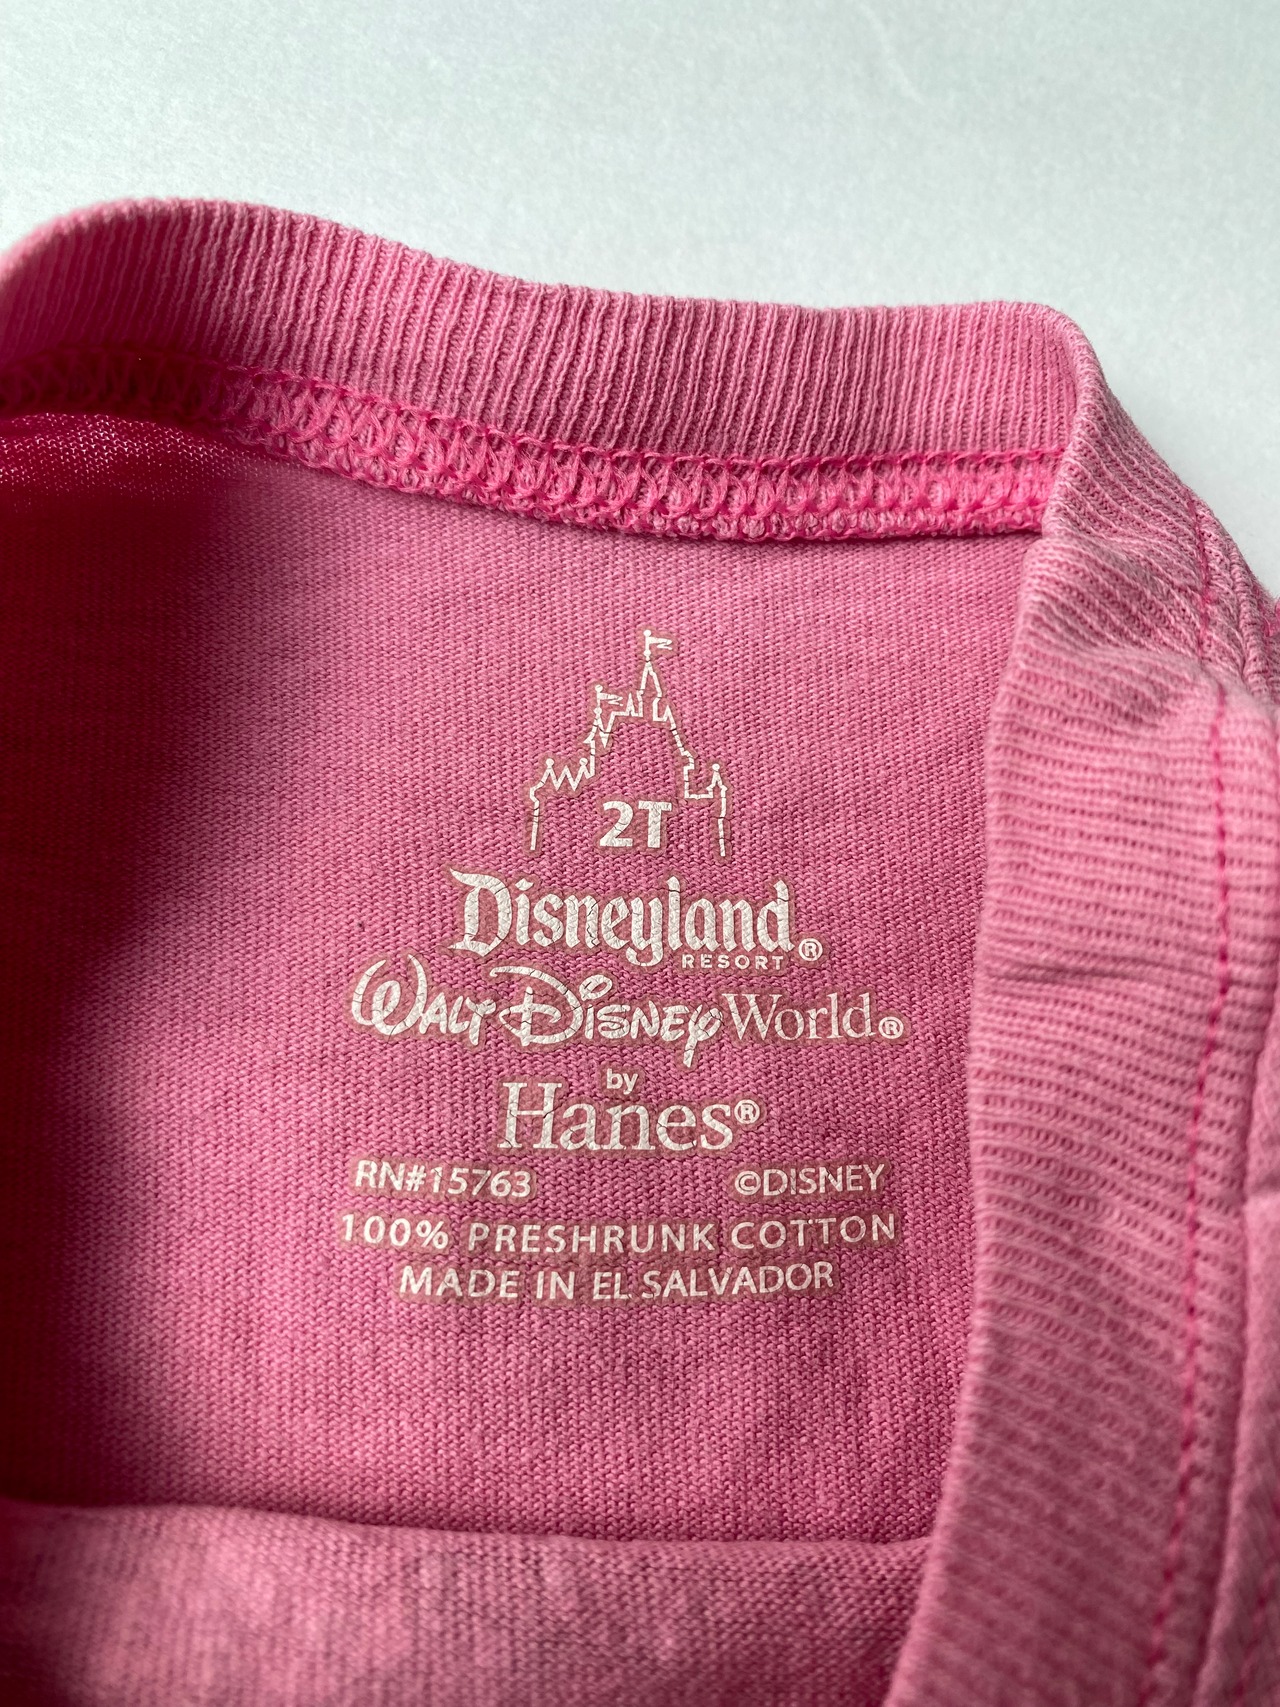 2T
Disneyland®
RESORT
WALT DISNEY World®
by
Hanes®
RN#15763 ©DISNEY
100% PRESHRUNK COTTON
MADE IN EL SALVADOR